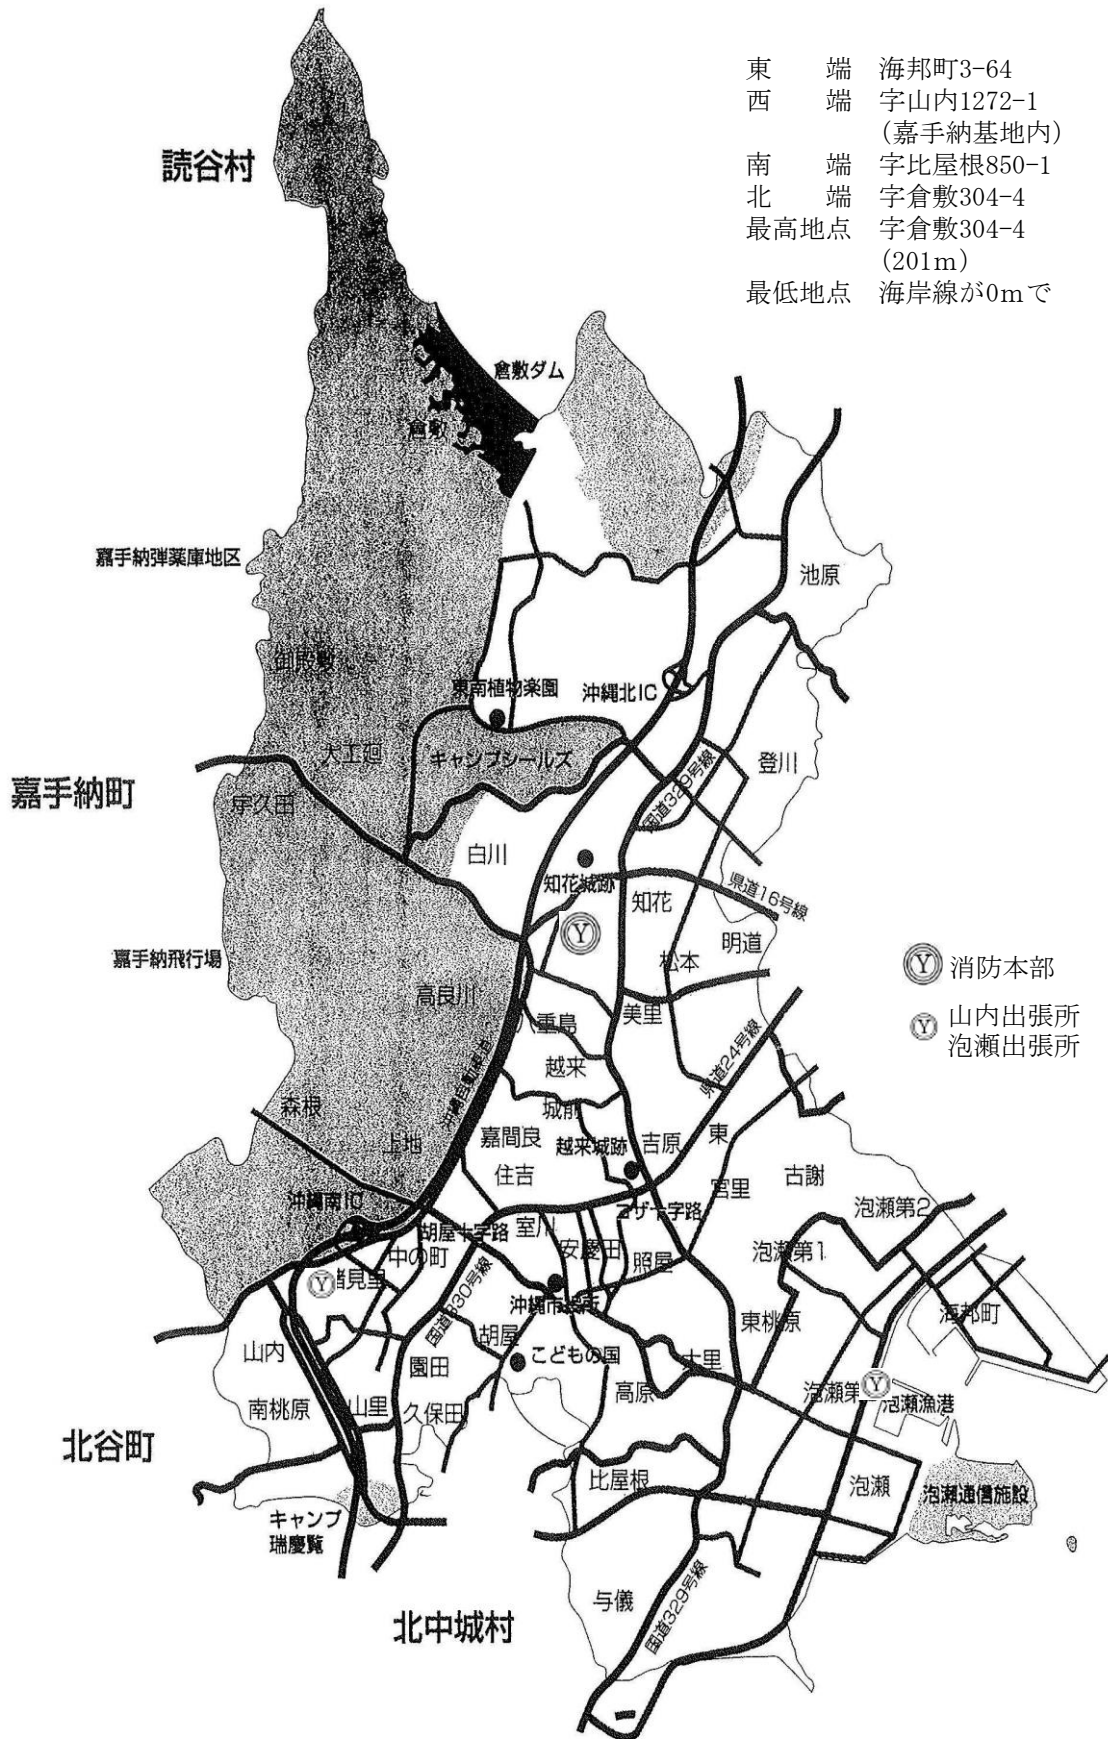 東　　端　海邦町3-64
西　　端　字山内1272-1
(嘉手納基地内)
南　　端　字比屋根850-1
北　　端　字倉敷304-4
最高地点　字倉敷304-4
(201m)
最低地点　海岸線が0mで
読谷村
倉敷ダム
倉敷
嘉手納弾薬庫地区
池原
御殿敷
東南植物楽園
沖縄北IC
大工廻
キャンプシールズ
登川
国道329号線
嘉手納町
宇久田
白川
知花城跡
県道16号線
知花
明道
松本
嘉手納飛行場
Y 消防本部
高良川
八重島
美里
Y 山内出張所
泡瀬出張所
越来
県道24号線
沖縄自動車道
森根
城前
上地
嘉間良
越来城跡
吉原
東
住吉
宮里
古謝
沖縄南IC
胡屋十字路
室川
コザ十字路
泡瀬第2
中の町
安慶田
照屋
泡瀬第1
Y
諸見里
国道330号線
沖縄市役所
東桃原
海邦町
山内
胡屋
園田
こどもの国
大里
高原
泡瀬第
Y
泡瀬漁港
南桃原
山里
久保田
北谷町
比屋根
泡瀬
泡瀬通信施設
キャンプ
瑞慶覧
与儀
国道329号線
北中城村